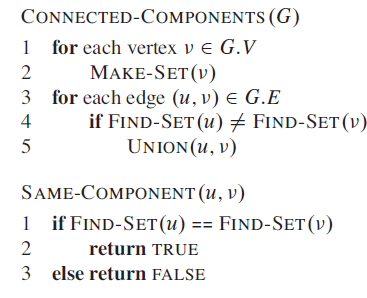 CONNECTED-COMPONENTS(G)
1 for each vertex v ∈ G.V
2 MAKE-SET(v)
3 for each edge (u, v) ∈ G.E
4 if FIND-SET(u) ≠ FIND-SET(v)
5 UNION(u, v)
SAME-COMPONENT(u, v)
1 if FIND-SET(u) == FIND-SET(v)
2 return TRUE
3 else return FALSE